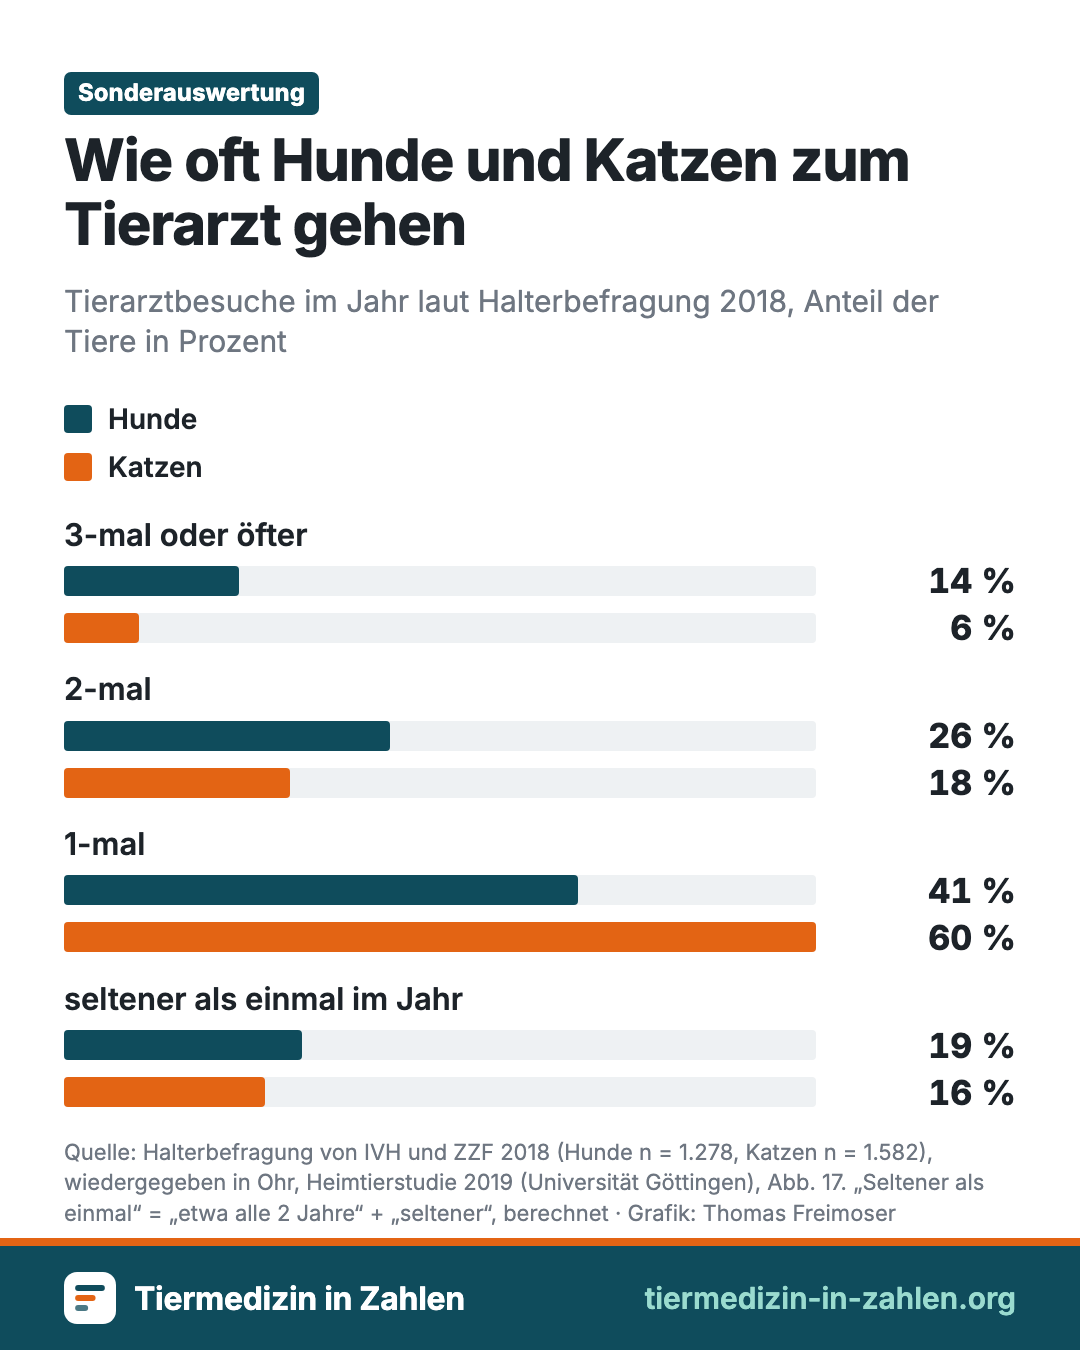 Sonderauswertung
Wie oft Hunde und Katzen zum
Tierarzt gehen
Tierarztbesuche im Jahr laut Halterbefragung 2018, Anteil der
Tiere in Prozent
Hunde
Katzen
3-mal oder öfter
14 %
6 %
2-mal
26 %
18 %
1-mal
41 %
60 %
seltener als einmal im Jahr
19 %
16 %
Quelle: Halterbefragung von IVH und ZZF 2018 (Hunde n = 1.278, Katzen n = 1.582),
wiedergegeben in Ohr, Heimtierstudie 2019 (Universität Göttingen), Abb. 17. „Seltener als
einmal“ = „etwa alle 2 Jahre“ + „seltener“, berechnet · Grafik: Thomas Freimoser
Tiermedizin in Zahlen
tiermedizin-in-zahlen.org